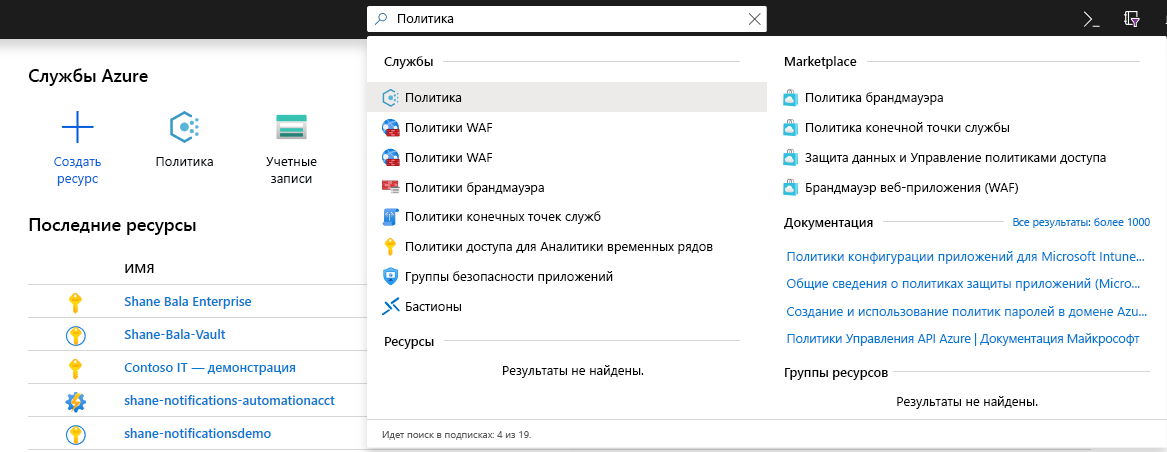 Политика
Службы Azure
Создать
ресурс
Политика
Учетные
записи
Последние ресурсы
ИМЯ
Shane Bala Enterprise
Shane-Bala-Vault
Contoso IT — демонстрация
shane-notifications-automationacct
shane-notificationsdemo
Службы
Политика
Политики WAF
Политики WAF
Политики брандмауэра
Политики конечных точек служб
Политики доступа для Аналитики временных рядов
Группы безопасности приложений
Бастионы
Ресурсы
Результаты не найдены.
Marketplace
Политика брандмауэра
Политика конечной точки службы
Защита данных и Управление политиками доступа
Брандмауэр веб-приложения (WAF)
Документация
Все результаты: более 1000
Политики конфигурации приложений для Microsoft Intune...
Общие сведения о политиках защиты приложений (Micro...
Создание и использование политик паролей в домене Azu...
Политики Управления API Azure | Документация Майкрософт
Группы ресурсов
Результаты не найдены.
Идет поиск в подписках: 4 из 19.